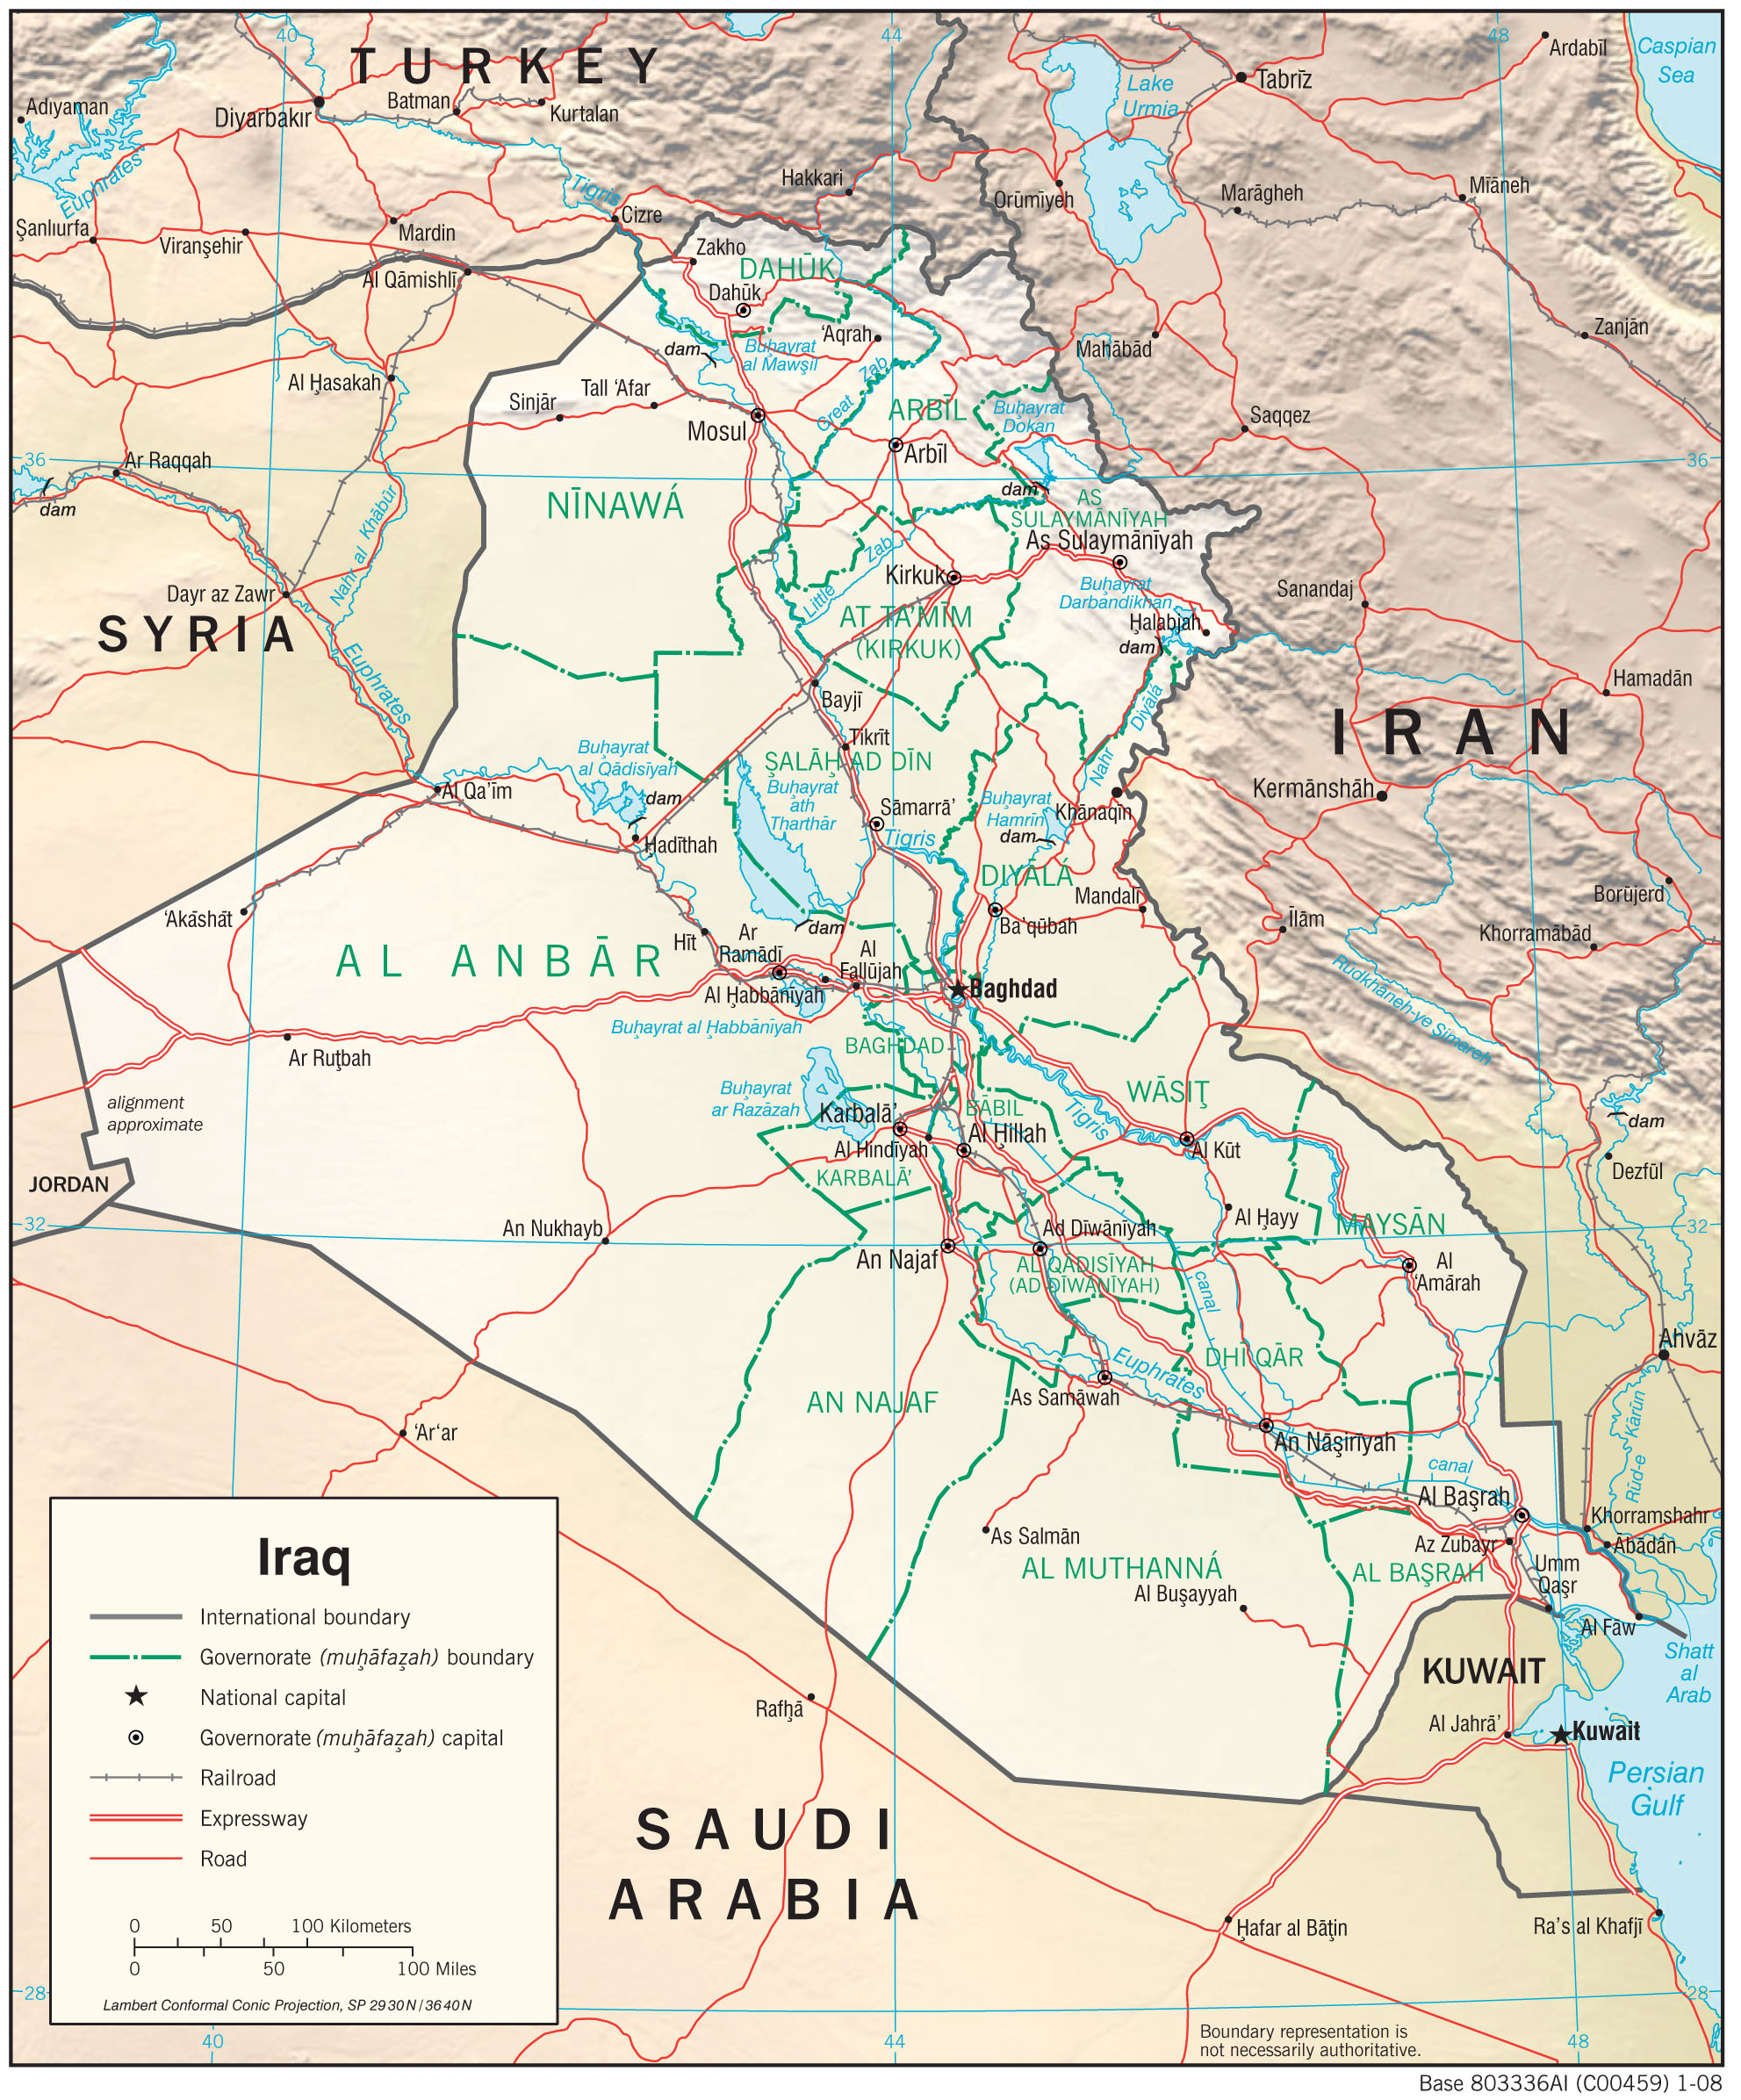 40
44
48
TURKEY
Ardabīl
Caspian
Sea
Lake
Urmia
Tabrīz
Adıyaman
Batman
Kurtalan
Diyarbakır
Euphrates
Tigris
Hakkari
Orūmīyeh
Marāgheh
Mīāneh
Şanlıurfa
Viranşehir
Mardin
Cizre
Al Qāmishlī
Zakho
DAHŪK
Dahūk
ʻAqrah
Buḩayrat
al Mawşil
dam
Mahābād
Zanjān
Al Ḩasakah
Sinjār
Tall ʻAfar
Mosul
Great
Zab
ARBĪL
Arbīl
Buḩayrat
Dokan
Saqqez
36
Ar Raqqah
36
dam
NĪNAWÁ
dam
AS
SULAYMĀNĪYAH
As Sulaymānīyah
Nahr al Khābūr
Zab
Little
Kirkuk
Buḩayrat
Darbandikhan
Sanandaj
Dayr az Zawr
SYRIA
AT TA’MĪM
(KIRKUK)
Ḩalabjah
dam
Euphrates
Hamadān
Bayjī
Nahr
Diyālá
IRAN
Tikrīt
Buḩayrat
al Qādisīyah
ŞALĀḨ AD DĪN
Buḩayrat
ath
Tharthār
Al Qa’im
dam
Sāmarrā’
Buḩayrat
Hamrīn
dam
Khānaqīn
Kermānshāh
Ḩadīthah
Tigris
DIYĀLÁ
Mandalī
Borūjerd
ʻAkāshāt
Īlām
Ba‘qūbah
Khorramābād
AL ANBĀR
Hīt
Ar
Ramādī
dam
Al
Fallūjah
Al Ḩabbānīyah
Baghdad
Rudkhāneh-ye Simareh
Buḩayrat al Ḩabbānīyah
BAGHDAD
Ar Ruţbah
Buḩayrat
ar Razāzah
alignment
approximate
WĀSIŢ
BĀBIL
Tigris
dam
Karbalā’
Al Ḩillah
Al Hindīyah
Al Kūt
Dezfūl
JORDAN
KARBALĀ’
32
An Nukhayb
Ad Dīwānīyah
Al Ḩayy
MAYSĀN
32
An Najaf
AL QĀDISĪYAH
(AD DĪWĀNĪYAH)
canal
Al
ʻAmārah
DHĪ QĀR
Ahvāz
Euphrates
AN NAJAF
As Samāwah
ʻArʻar
An Nāşirīyah
Rūd-e Kārūn
canal
Al Başrah
Khorramshahr
As Salmān
Az Zubayr
Ābādān
Umm
Qaşr
AL MUTHANNÁ
AL BAŞRAH
Al Buşayyah
Al Fāw
Shatt
al
Arab
KUWAIT
Rafḩā
Al Jahrā’
Kuwait
Persian
Gulf
SAUDI
ARABIA
Ḩafar al Bāţin
Ra’s al Khafjī
Iraq
International boundary
Governorate (muḩāfaz̧ah) boundary
National capital
Governorate (muḩāfaz̧ah) capital
Railroad
Expressway
Road
0 50 100 Kilometers
0 50 100 Miles
Lambert Conformal Conic Projection, SP 29 30 N / 36 40 N
28
28
40
44
48
Boundary representation is
not necessarily authoritative.
Base 803336AI (C00459) 1-08